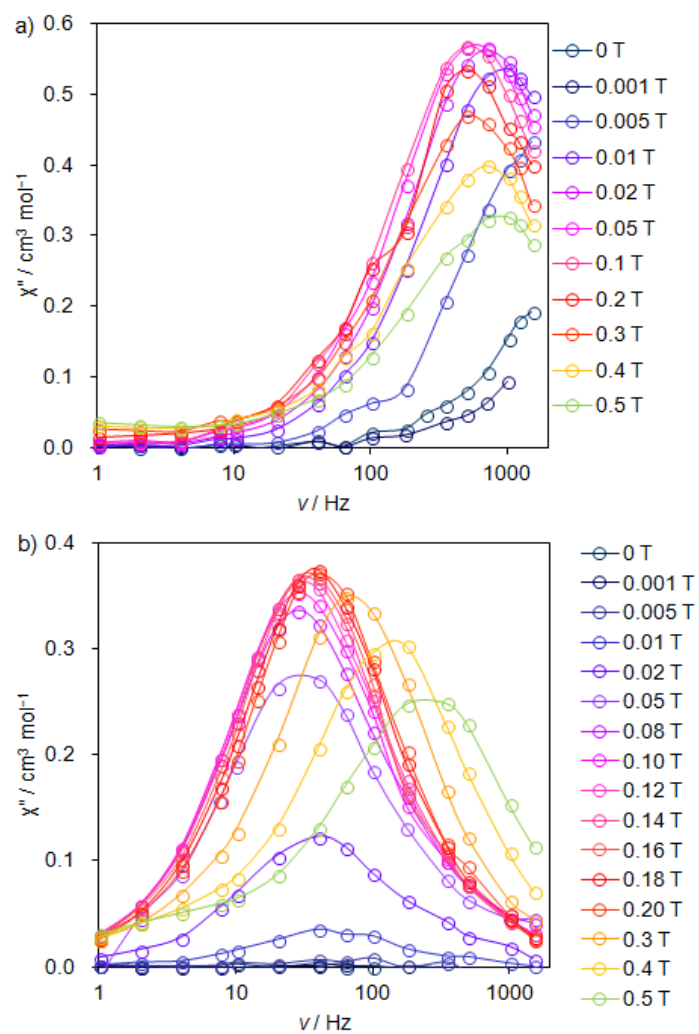 a)
χ" / cm³ mol⁻¹
0.6
0.5
0.4
0.3
0.2
0.1
0.0
1
10
100
1000
ν / Hz
0 T
0.001 T
0.005 T
0.01 T
0.02 T
0.05 T
0.1 T
0.2 T
0.3 T
0.4 T
0.5 T
b)
χ" / cm³ mol⁻¹
0.4
0.3
0.2
0.1
0.0
1
10
100
1000
ν / Hz
0 T
0.001 T
0.005 T
0.01 T
0.02 T
0.05 T
0.08 T
0.10 T
0.12 T
0.14 T
0.16 T
0.18 T
0.20 T
0.3 T
0.4 T
0.5 T